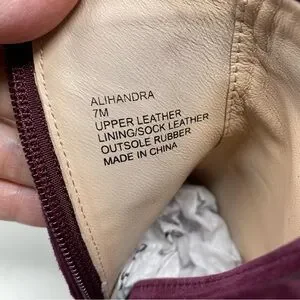 ALIHANDRA
7M
UPPER LEATHER
LINING/SOCK LEATHER
OUTSOLE RUBBER
MADE IN CHINA